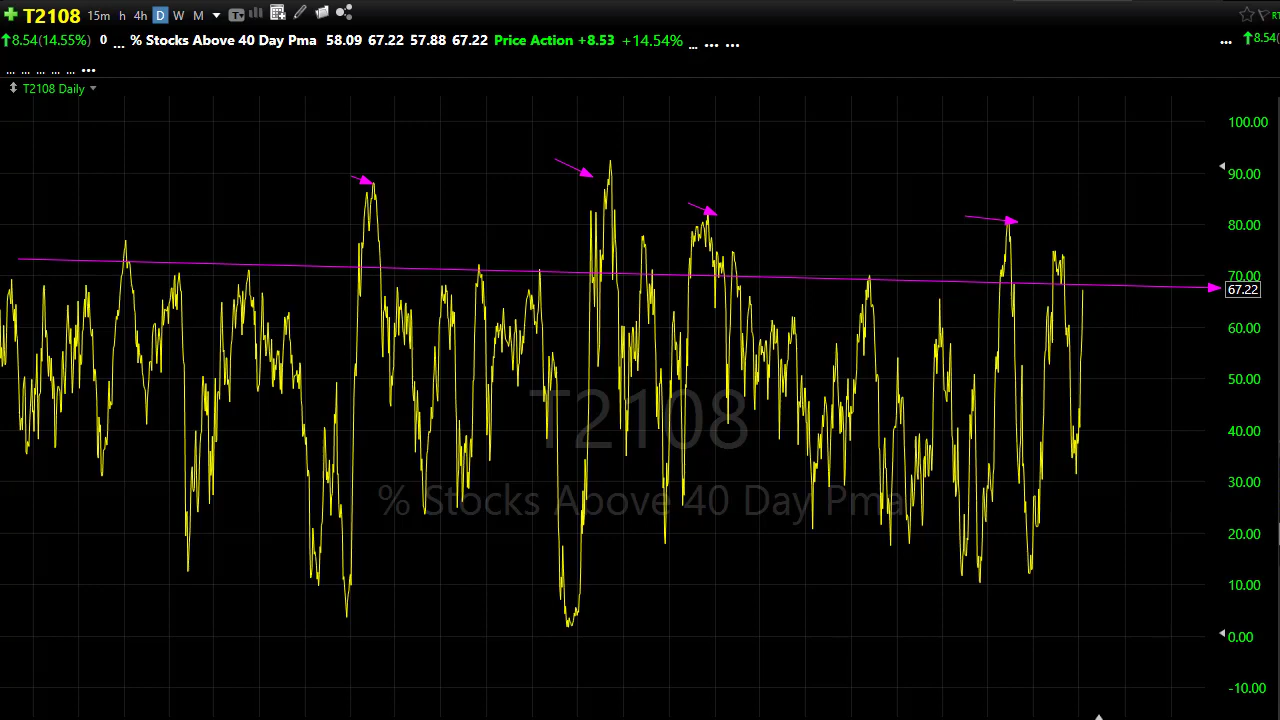 T2108 15m h 4h D W M T RT
8.54(14.55%) 0 ... % Stocks Above 40 Day Pma 58.09 67.22 57.88 67.22 Price Action +8.53 +14.54% ... ... ... ... 8.54(
... ... ... ... ... ...
T2108 Daily
100.00
90.00
80.00
70.00
67.22
60.00
50.00
40.00
30.00
20.00
10.00
0.00
-10.00
T2108
% Stocks Above 40 Day Pma